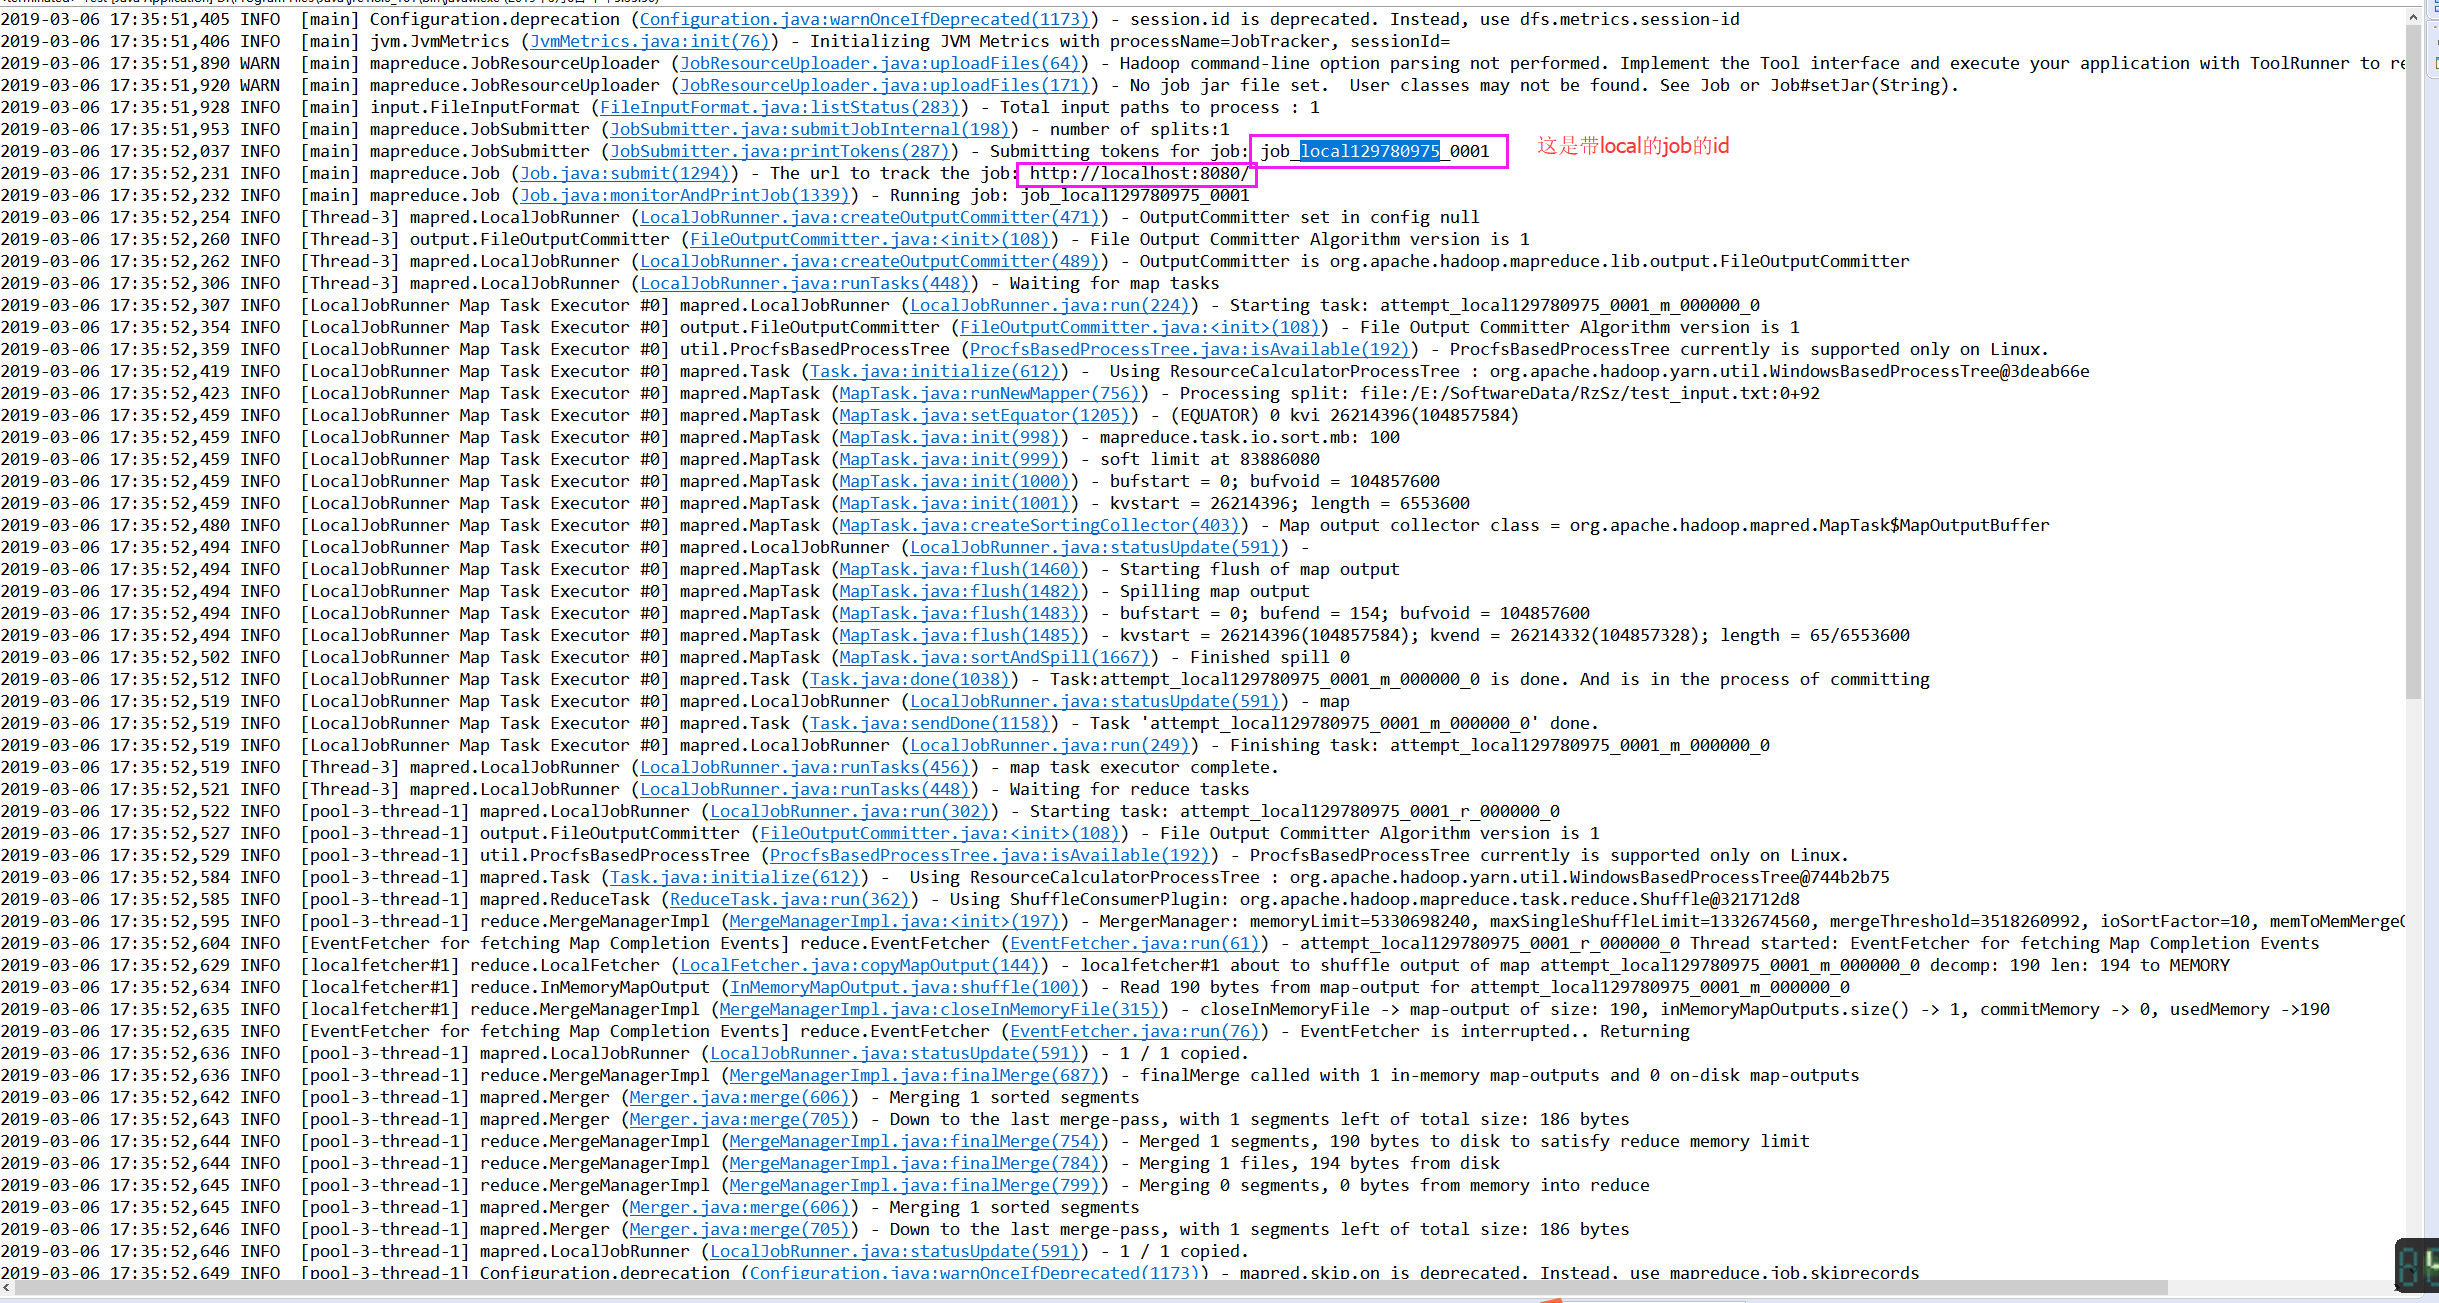 2019-03-06 17:35:51,405 INFO  [main] Configuration.deprecation (Configuration.java:warnOnceIfDeprecated(1173)) - session.id is deprecated. Instead, use dfs.metrics.session-id
2019-03-06 17:35:51,406 INFO  [main] jvm.JvmMetrics (JvmMetrics.java:init(76)) - Initializing JVM Metrics with processName=JobTracker, sessionId=
2019-03-06 17:35:51,890 WARN  [main] mapreduce.JobResourceUploader (JobResourceUploader.java:uploadFiles(64)) - Hadoop command-line option parsing not performed. Implement the Tool interface and execute your application with ToolRunner to re
2019-03-06 17:35:51,920 WARN  [main] mapreduce.JobResourceUploader (JobResourceUploader.java:uploadFiles(171)) - No job jar file set.  User classes may not be found. See Job or Job#setJar(String).
2019-03-06 17:35:51,928 INFO  [main] input.FileInputFormat (FileInputFormat.java:listStatus(283)) - Total input paths to process : 1
2019-03-06 17:35:51,953 INFO  [main] mapreduce.JobSubmitter (JobSubmitter.java:submitJobInternal(198)) - number of splits:1
2019-03-06 17:35:52,037 INFO  [main] mapreduce.JobSubmitter (JobSubmitter.java:printTokens(287)) - Submitting tokens for job: job_local129780975_0001 这是带local的job的id
2019-03-06 17:35:52,231 INFO  [main] mapreduce.Job (Job.java:submit(1294)) - The url to track the job: http://localhost:8080/
2019-03-06 17:35:52,232 INFO  [main] mapreduce.Job (Job.java:monitorAndPrintJob(1339)) - Running job: job_local129780975_0001
2019-03-06 17:35:52,254 INFO  [Thread-3] mapred.LocalJobRunner (LocalJobRunner.java:createOutputCommitter(471)) - OutputCommitter set in config null
2019-03-06 17:35:52,260 INFO  [Thread-3] output.FileOutputCommitter (FileOutputCommitter.java:<init>(108)) - File Output Committer Algorithm version is 1
2019-03-06 17:35:52,262 INFO  [Thread-3] mapred.LocalJobRunner (LocalJobRunner.java:createOutputCommitter(489)) - OutputCommitter is org.apache.hadoop.mapreduce.lib.output.FileOutputCommitter
2019-03-06 17:35:52,306 INFO  [Thread-3] mapred.LocalJobRunner (LocalJobRunner.java:runTasks(448)) - Waiting for map tasks
2019-03-06 17:35:52,307 INFO  [LocalJobRunner Map Task Executor #0] mapred.LocalJobRunner (LocalJobRunner.java:run(224)) - Starting task: attempt_local129780975_0001_m_000000_0
2019-03-06 17:35:52,354 INFO  [LocalJobRunner Map Task Executor #0] output.FileOutputCommitter (FileOutputCommitter.java:<init>(108)) - File Output Committer Algorithm version is 1
2019-03-06 17:35:52,359 INFO  [LocalJobRunner Map Task Executor #0] util.ProcfsBasedProcessTree (ProcfsBasedProcessTree.java:isAvailable(192)) - ProcfsBasedProcessTree currently is supported only on Linux.
2019-03-06 17:35:52,419 INFO  [LocalJobRunner Map Task Executor #0] mapred.Task (Task.java:initialize(612)) -  Using ResourceCalculatorProcessTree : org.apache.hadoop.yarn.util.WindowsBasedProcessTree@3deab66e
2019-03-06 17:35:52,423 INFO  [LocalJobRunner Map Task Executor #0] mapred.MapTask (MapTask.java:runNewMapper(756)) - Processing split: file:/E:/SoftwareData/RzSz/test_input.txt:0+92
2019-03-06 17:35:52,459 INFO  [LocalJobRunner Map Task Executor #0] mapred.MapTask (MapTask.java:setEquator(1205)) - (EQUATOR) 0 kvi 26214396(104857584)
2019-03-06 17:35:52,459 INFO  [LocalJobRunner Map Task Executor #0] mapred.MapTask (MapTask.java:init(998)) - mapreduce.task.io.sort.mb: 100
2019-03-06 17:35:52,459 INFO  [LocalJobRunner Map Task Executor #0] mapred.MapTask (MapTask.java:init(999)) - soft limit at 83886080
2019-03-06 17:35:52,459 INFO  [LocalJobRunner Map Task Executor #0] mapred.MapTask (MapTask.java:init(1000)) - bufstart = 0; bufvoid = 104857600
2019-03-06 17:35:52,459 INFO  [LocalJobRunner Map Task Executor #0] mapred.MapTask (MapTask.java:init(1001)) - kvstart = 26214396; length = 6553600
2019-03-06 17:35:52,480 INFO  [LocalJobRunner Map Task Executor #0] mapred.MapTask (MapTask.java:createSortingCollector(403)) - Map output collector class = org.apache.hadoop.mapred.MapTask$MapOutputBuffer
2019-03-06 17:35:52,494 INFO  [LocalJobRunner Map Task Executor #0] mapred.LocalJobRunner (LocalJobRunner.java:statusUpdate(591)) -
2019-03-06 17:35:52,494 INFO  [LocalJobRunner Map Task Executor #0] mapred.MapTask (MapTask.java:flush(1460)) - Starting flush of map output
2019-03-06 17:35:52,494 INFO  [LocalJobRunner Map Task Executor #0] mapred.MapTask (MapTask.java:flush(1482)) - Spilling map output
2019-03-06 17:35:52,494 INFO  [LocalJobRunner Map Task Executor #0] mapred.MapTask (MapTask.java:flush(1483)) - bufstart = 0; bufend = 154; bufvoid = 104857600
2019-03-06 17:35:52,494 INFO  [LocalJobRunner Map Task Executor #0] mapred.MapTask (MapTask.java:flush(1485)) - kvstart = 26214396(104857584); kvend = 26214332(104857328); length = 65/6553600
2019-03-06 17:35:52,502 INFO  [LocalJobRunner Map Task Executor #0] mapred.MapTask (MapTask.java:sortAndSpill(1667)) - Finished spill 0
2019-03-06 17:35:52,512 INFO  [LocalJobRunner Map Task Executor #0] mapred.Task (Task.java:done(1038)) - Task:attempt_local129780975_0001_m_000000_0 is done. And is in the process of committing
2019-03-06 17:35:52,519 INFO  [LocalJobRunner Map Task Executor #0] mapred.LocalJobRunner (LocalJobRunner.java:statusUpdate(591)) - map
2019-03-06 17:35:52,519 INFO  [LocalJobRunner Map Task Executor #0] mapred.Task (Task.java:sendDone(1158)) - Task 'attempt_local129780975_0001_m_000000_0' done.
2019-03-06 17:35:52,519 INFO  [LocalJobRunner Map Task Executor #0] mapred.LocalJobRunner (LocalJobRunner.java:run(249)) - Finishing task: attempt_local129780975_0001_m_000000_0
2019-03-06 17:35:52,519 INFO  [Thread-3] mapred.LocalJobRunner (LocalJobRunner.java:runTasks(456)) - map task executor complete.
2019-03-06 17:35:52,521 INFO  [Thread-3] mapred.LocalJobRunner (LocalJobRunner.java:runTasks(448)) - Waiting for reduce tasks
2019-03-06 17:35:52,522 INFO  [pool-3-thread-1] mapred.LocalJobRunner (LocalJobRunner.java:run(302)) - Starting task: attempt_local129780975_0001_r_000000_0
2019-03-06 17:35:52,527 INFO  [pool-3-thread-1] output.FileOutputCommitter (FileOutputCommitter.java:<init>(108)) - File Output Committer Algorithm version is 1
2019-03-06 17:35:52,529 INFO  [pool-3-thread-1] util.ProcfsBasedProcessTree (ProcfsBasedProcessTree.java:isAvailable(192)) - ProcfsBasedProcessTree currently is supported only on Linux.
2019-03-06 17:35:52,584 INFO  [pool-3-thread-1] mapred.Task (Task.java:initialize(612)) -  Using ResourceCalculatorProcessTree : org.apache.hadoop.yarn.util.WindowsBasedProcessTree@744b2b75
2019-03-06 17:35:52,585 INFO  [pool-3-thread-1] mapred.ReduceTask (ReduceTask.java:run(362)) - Using ShuffleConsumerPlugin: org.apache.hadoop.mapreduce.task.reduce.Shuffle@321712d8
2019-03-06 17:35:52,595 INFO  [pool-3-thread-1] reduce.MergeManagerImpl (MergeManagerImpl.java:<init>(197)) - MergerManager: memoryLimit=5330698240, maxSingleShuffleLimit=1332674560, mergeThreshold=3518260992, ioSortFactor=10, memToMemMerge
2019-03-06 17:35:52,604 INFO  [EventFetcher for fetching Map Completion Events] reduce.EventFetcher (EventFetcher.java:run(61)) - attempt_local129780975_0001_r_000000_0 Thread started: EventFetcher for fetching Map Completion Events
2019-03-06 17:35:52,629 INFO  [localfetcher#1] reduce.LocalFetcher (LocalFetcher.java:copyMapOutput(144)) - localfetcher#1 about to shuffle output of map attempt_local129780975_0001_m_000000_0 decomp: 190 len: 194 to MEMORY
2019-03-06 17:35:52,634 INFO  [localfetcher#1] reduce.InMemoryMapOutput (InMemoryMapOutput.java:shuffle(100)) - Read 190 bytes from map-output for attempt_local129780975_0001_m_000000_0
2019-03-06 17:35:52,635 INFO  [localfetcher#1] reduce.MergeManagerImpl (MergeManagerImpl.java:closeInMemoryFile(315)) - closeInMemoryFile -> map-output of size: 190, inMemoryMapOutputs.size() -> 1, commitMemory -> 0, usedMemory ->190
2019-03-06 17:35:52,635 INFO  [EventFetcher for fetching Map Completion Events] reduce.EventFetcher (EventFetcher.java:run(76)) - EventFetcher is interrupted.. Returning
2019-03-06 17:35:52,636 INFO  [pool-3-thread-1] mapred.LocalJobRunner (LocalJobRunner.java:statusUpdate(591)) - 1 / 1 copied.
2019-03-06 17:35:52,636 INFO  [pool-3-thread-1] reduce.MergeManagerImpl (MergeManagerImpl.java:finalMerge(687)) - finalMerge called with 1 in-memory map-outputs and 0 on-disk map-outputs
2019-03-06 17:35:52,642 INFO  [pool-3-thread-1] mapred.Merger (Merger.java:merge(606)) - Merging 1 sorted segments
2019-03-06 17:35:52,643 INFO  [pool-3-thread-1] mapred.Merger (Merger.java:merge(705)) - Down to the last merge-pass, with 1 segments left of total size: 186 bytes
2019-03-06 17:35:52,644 INFO  [pool-3-thread-1] reduce.MergeManagerImpl (MergeManagerImpl.java:finalMerge(754)) - Merged 1 segments, 190 bytes to disk to satisfy reduce memory limit
2019-03-06 17:35:52,644 INFO  [pool-3-thread-1] reduce.MergeManagerImpl (MergeManagerImpl.java:finalMerge(784)) - Merging 1 files, 194 bytes from disk
2019-03-06 17:35:52,645 INFO  [pool-3-thread-1] reduce.MergeManagerImpl (MergeManagerImpl.java:finalMerge(799)) - Merging 0 segments, 0 bytes from memory into reduce
2019-03-06 17:35:52,645 INFO  [pool-3-thread-1] mapred.Merger (Merger.java:merge(606)) - Merging 1 sorted segments
2019-03-06 17:35:52,646 INFO  [pool-3-thread-1] mapred.Merger (Merger.java:merge(705)) - Down to the last merge-pass, with 1 segments left of total size: 186 bytes
2019-03-06 17:35:52,646 INFO  [pool-3-thread-1] mapred.LocalJobRunner (LocalJobRunner.java:statusUpdate(591)) - 1 / 1 copied.
2019-03-06 17:35:52,649 INFO  [pool-3-thread-1] Configuration.deprecation (Configuration.java:warnOnceIfDeprecated(1173)) - mapred.skip.on is deprecated. Instead, use mapreduce.job.skiprecords